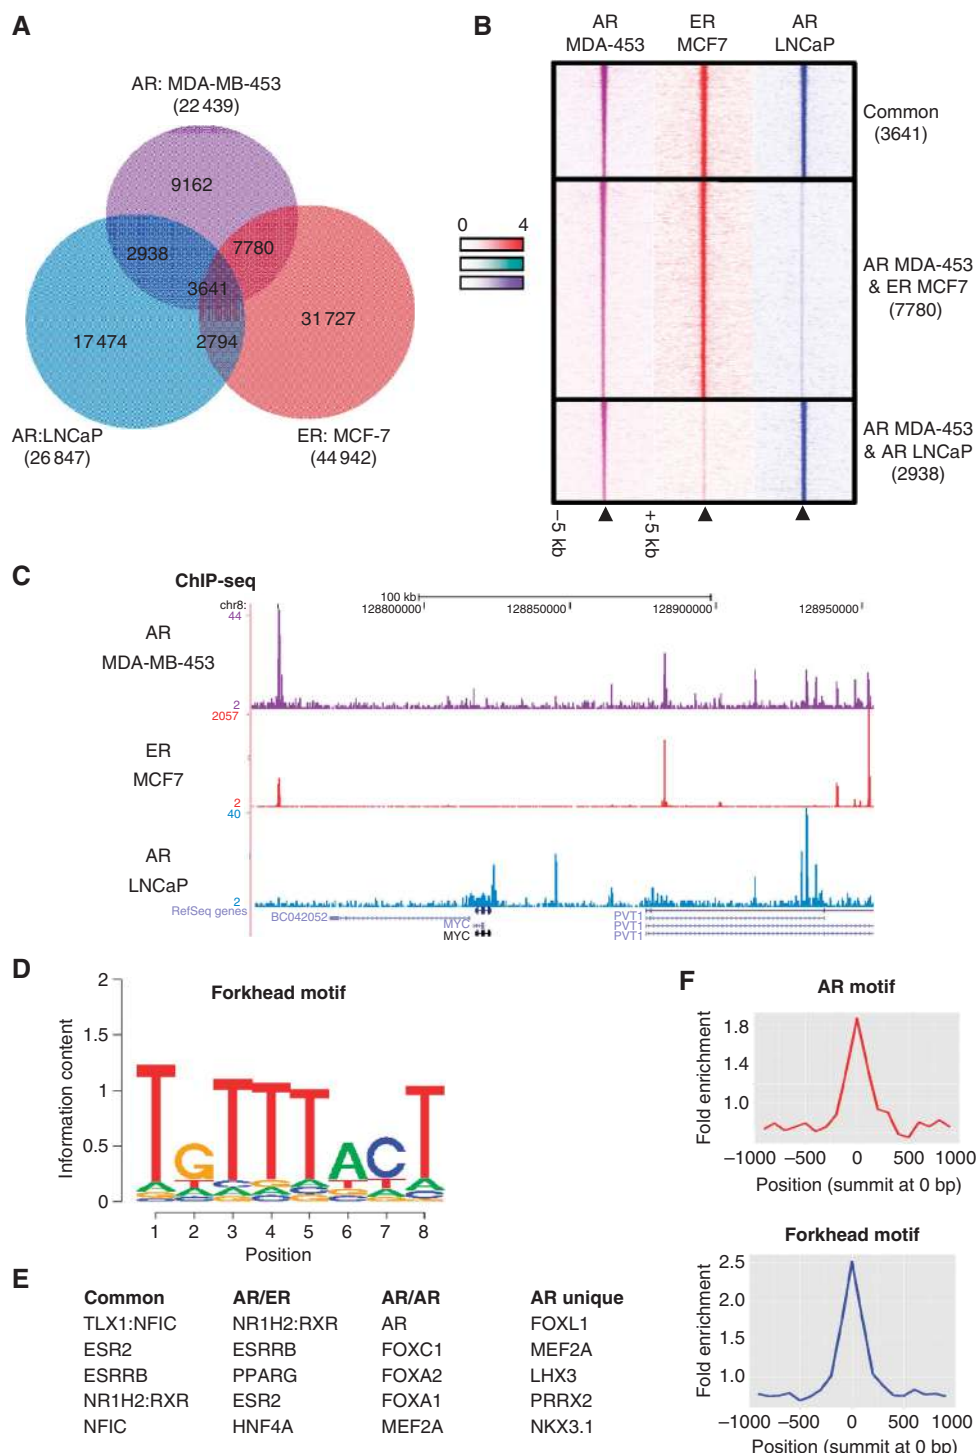 A
AR: MDA-MB-453
(22 439)
9162
2938
7780
3641
17 474
2794
31 727
AR:LNCaP
(26 847)
ER: MCF-7
(44 942)
B
AR
MDA-453
ER
MCF7
AR
LNCaP
0 4
Common
(3641)
AR MDA-453
& ER MCF7
(7780)
AR MDA-453
& AR LNCaP
(2938)
–5 kb
+5 kb
C
ChIP-seq
100 kb
chr8:
128800000
128850000
128900000
128950000
44
AR
MDA-MB-453
2
2057
ER
MCF7
2
40
AR
LNCaP
2
RefSeq genes
BC042052
MYC
MYC
PVT1
PVT1
PVT1
D
Forkhead motif
Information content
2
1.5
1
0.5
0
TGTTTACT
1 2 3 4 5 6 7 8
Position
E
Common AR/ER AR/AR AR unique
TLX1:NFIC NR1H2:RXR AR FOXL1
ESR2 ESRRB FOXC1 MEF2A
ESRRB PPARG FOXA2 LHX3
NR1H2:RXR ESR2 FOXA1 PRRX2
NFIC HNF4A MEF2A NKX3.1
F
AR motif
Fold enrichment
1.8
1.4
1.0
–1000 –500 0 500 1000
Position (summit at 0 bp)
Forkhead motif
Fold enrichment
2.5
2.0
1.5
1.0
–1000 –500 0 500 1000
Position (summit at 0 bp)